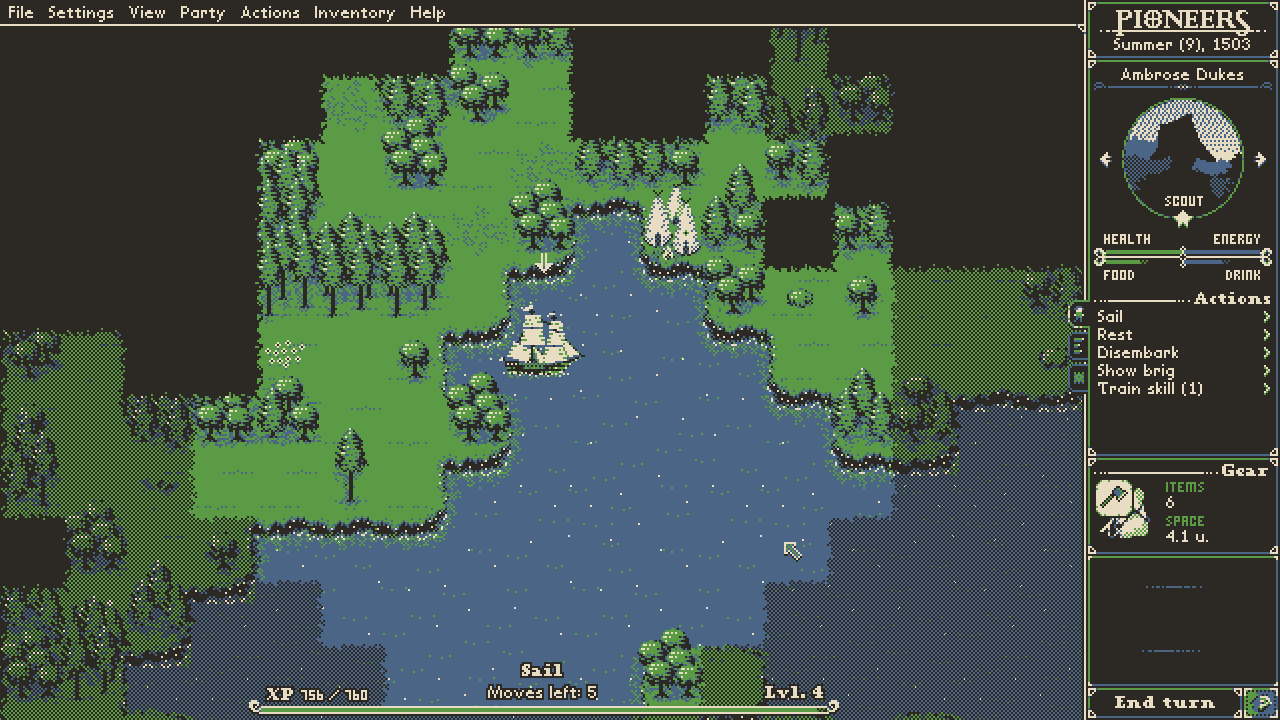 File Settings View Party Actions Inventory Help
PIONEERS
Summer (9), 1503
Ambrose Dukes
SCOUT
HEALTH ENERGY
FOOD DRINK
Actions
Sail
Rest
Disembark
Show brig
Train skill (1)
Gear
ITEMS
6
SPACE
4.1 u.
Sail
XP 756 / 760
Moves left: 5
Lvl. 4
End turn
?